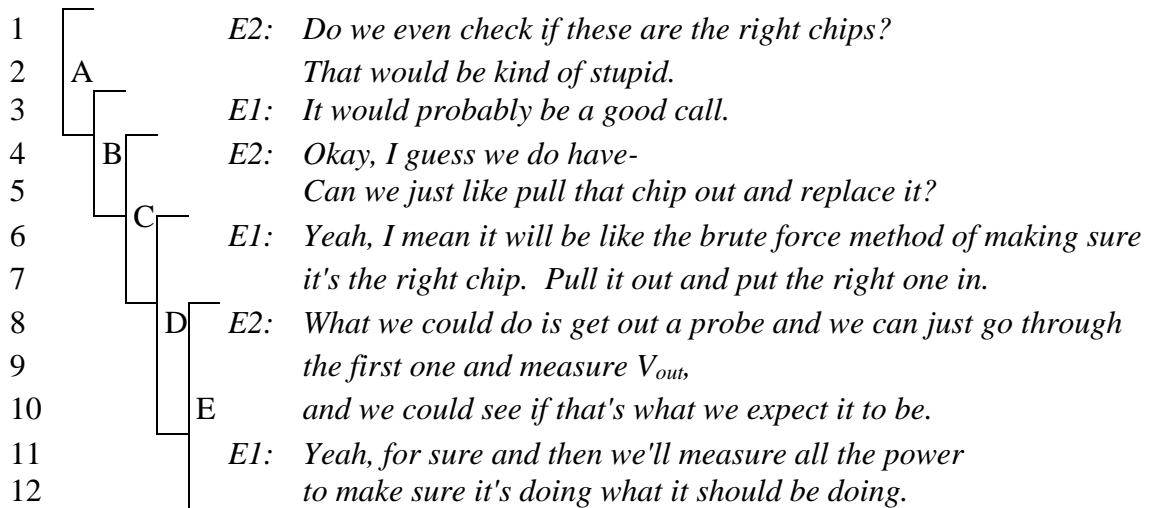 1 E2: Do we even check if these are the right chips?
2 A That would be kind of stupid.
3 E1: It would probably be a good call.
4 B E2: Okay, I guess we do have-
5 Can we just like pull that chip out and replace it?
C
6 E1: Yeah, I mean it will be like the brute force method of making sure
7 it's the right chip. Pull it out and put the right one in.
8 D E2: What we could do is get out a probe and we can just go through
9 the first one and measure Vout,
10 E and we could see if that's what we expect it to be.
11 E1: Yeah, for sure and then we'll measure all the power
12 to make sure it's doing what it should be doing.